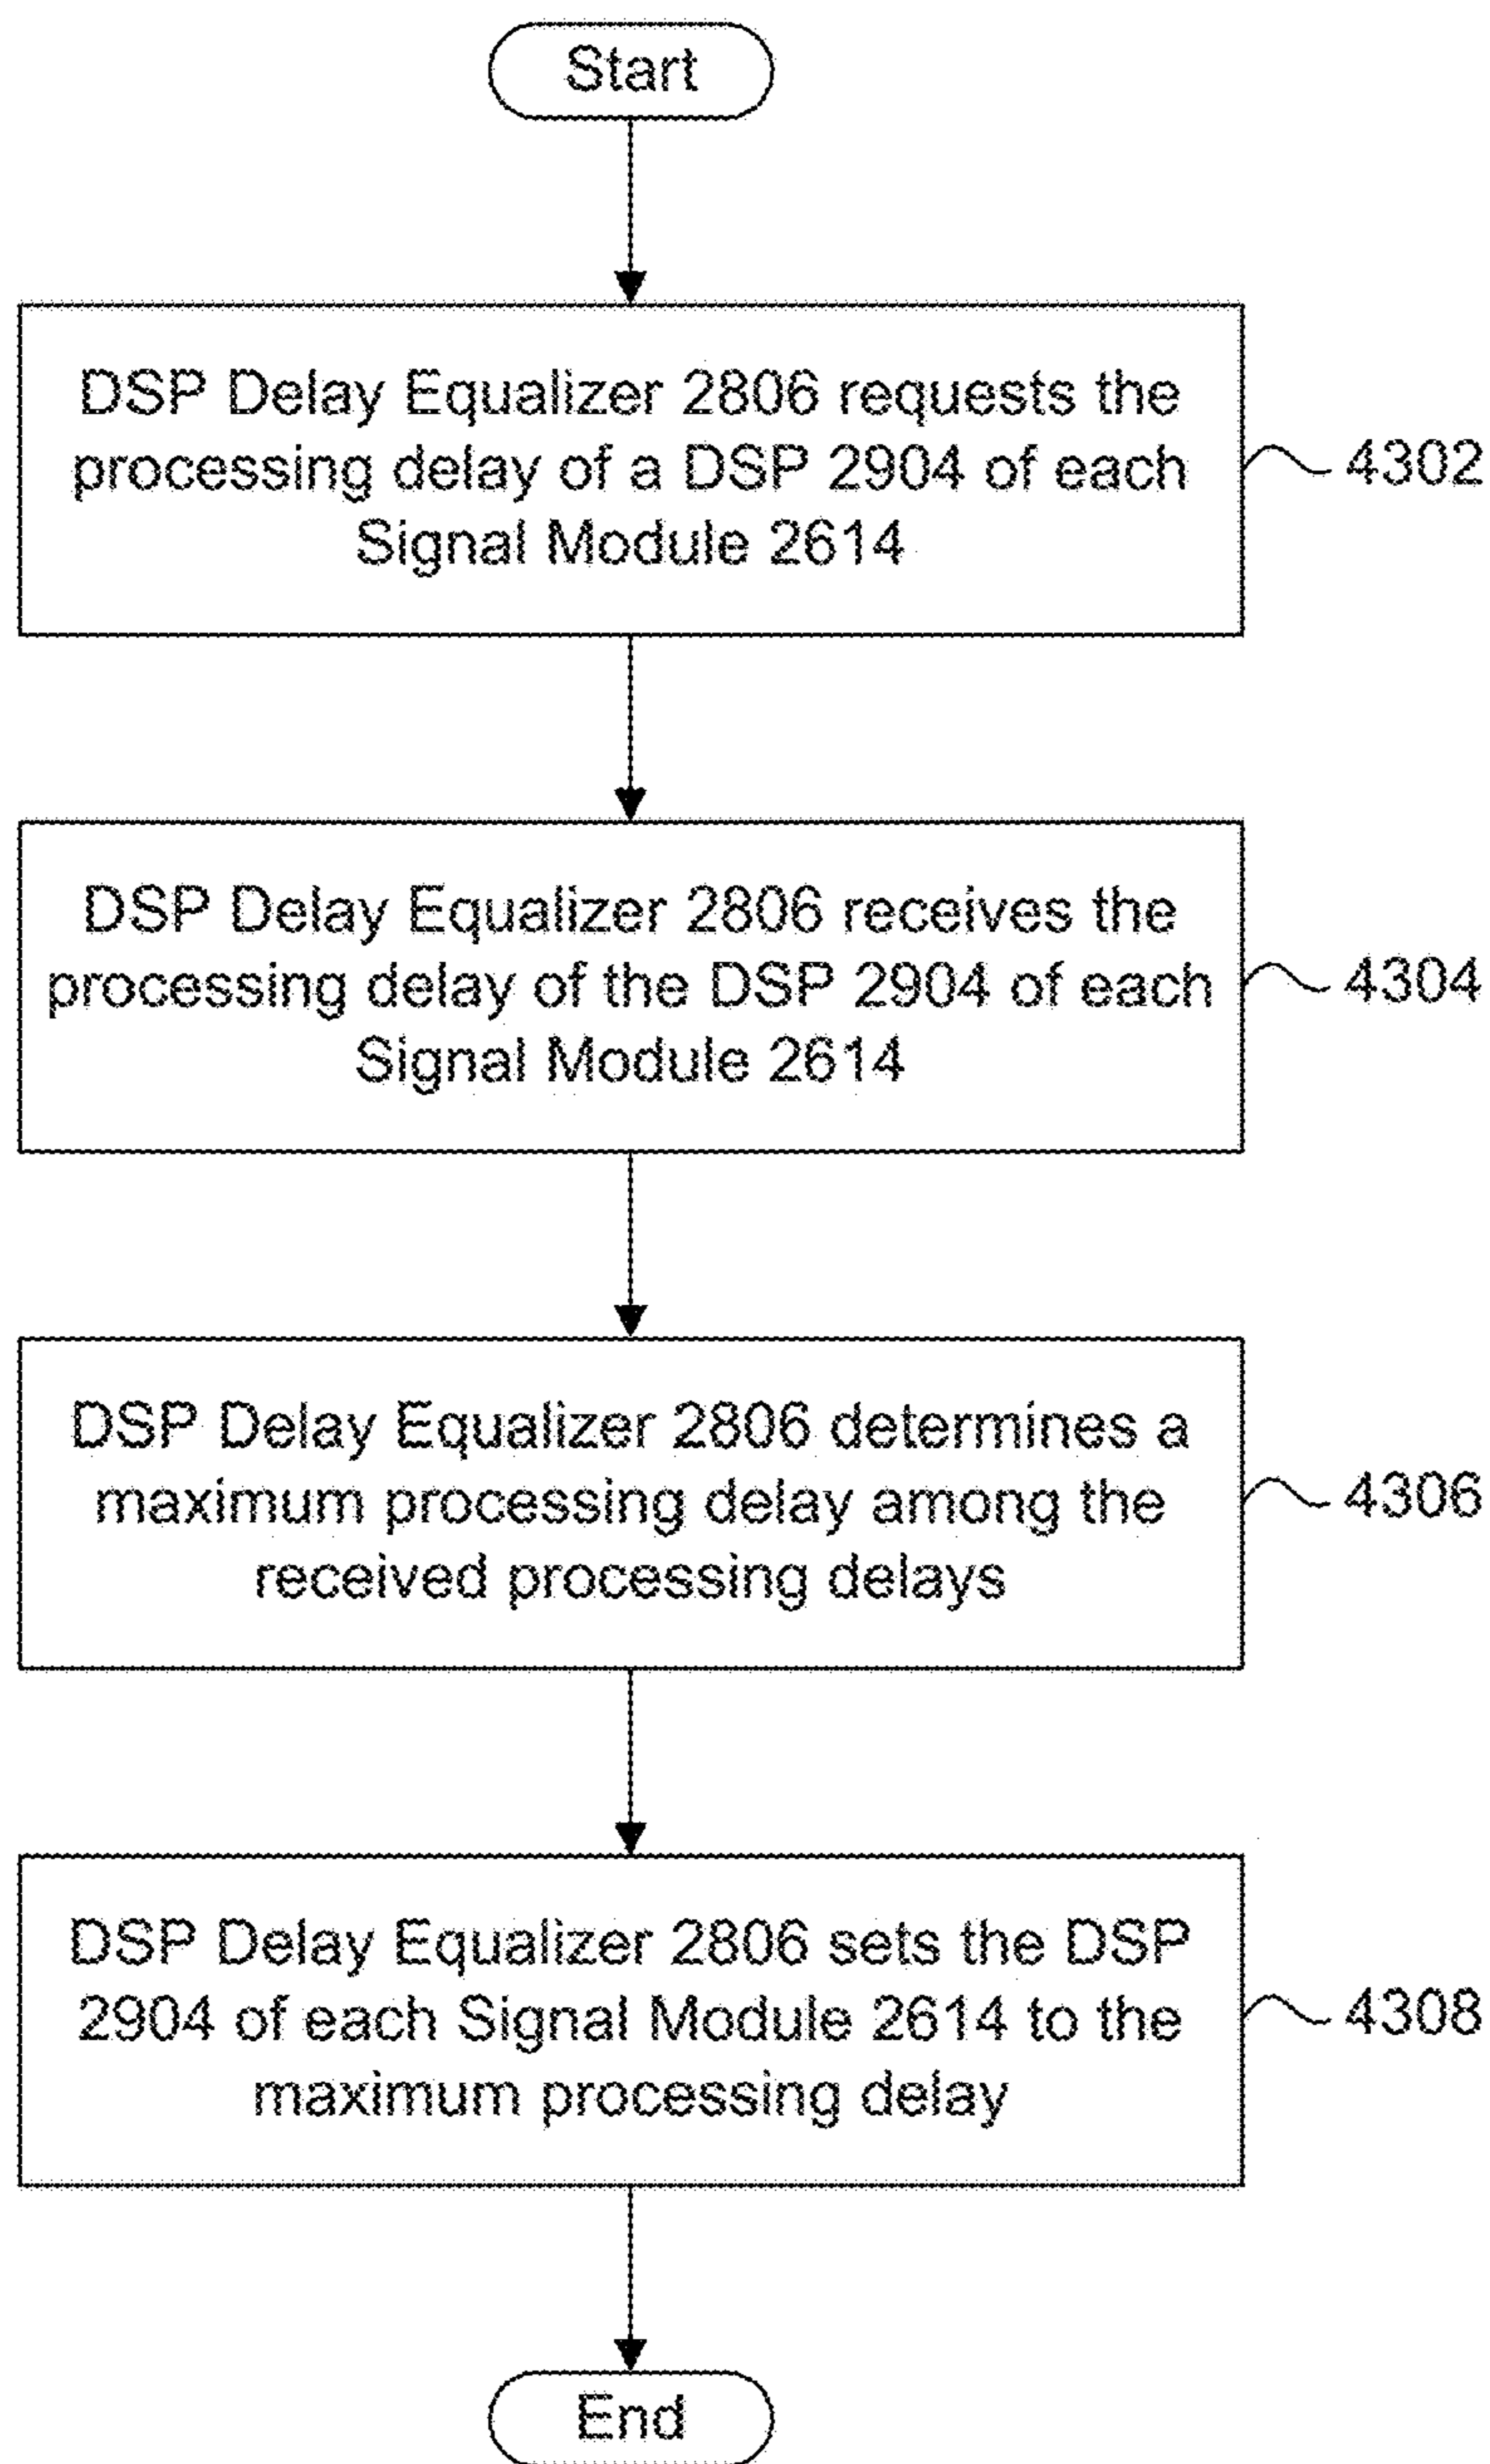 Start
DSP Delay Equalizer 2806 requests the
processing delay of a DSP 2904 of each
Signal Module 2614
4302
DSP Delay Equalizer 2806 receives the
processing delay of the DSP 2904 of each
Signal Module 2614
4304
DSP Delay Equalizer 2806 determines a
maximum processing delay among the
received processing delays
4306
DSP Delay Equalizer 2806 sets the DSP
2904 of each Signal Module 2614 to the
maximum processing delay
4308
End